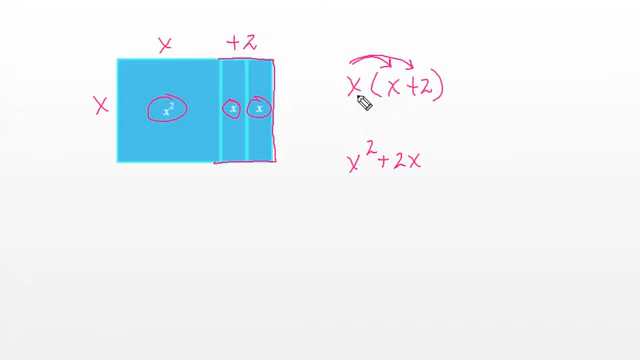 x +2
x x² x x
x(x+2)
x²+2x